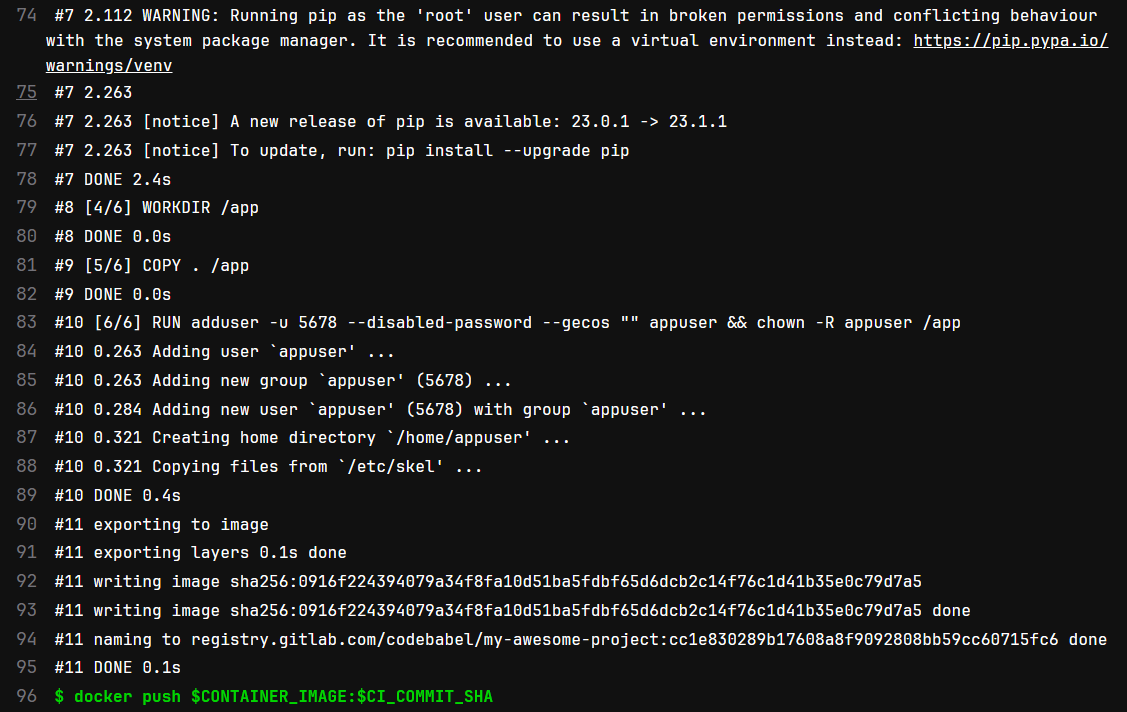 74 #7 2.112 WARNING: Running pip as the 'root' user can result in broken permissions and conflicting behaviour
with the system package manager. It is recommended to use a virtual environment instead: https://pip.pypa.io/
warnings/venv
75 #7 2.263
76 #7 2.263 [notice] A new release of pip is available: 23.0.1 -> 23.1.1
77 #7 2.263 [notice] To update, run: pip install --upgrade pip
78 #7 DONE 2.4s
79 #8 [4/6] WORKDIR /app
80 #8 DONE 0.0s
81 #9 [5/6] COPY . /app
82 #9 DONE 0.0s
83 #10 [6/6] RUN adduser -u 5678 --disabled-password --gecos "" appuser && chown -R appuser /app
84 #10 0.263 Adding user `appuser' ...
85 #10 0.263 Adding new group `appuser' (5678) ...
86 #10 0.284 Adding new user `appuser' (5678) with group `appuser' ...
87 #10 0.321 Creating home directory `/home/appuser' ...
88 #10 0.321 Copying files from `/etc/skel' ...
89 #10 DONE 0.4s
90 #11 exporting to image
91 #11 exporting layers 0.1s done
92 #11 writing image sha256:0916f224394079a34f8fa10d51ba5fdbf65d6dcb2c14f76c1d41b35e0c79d7a5
93 #11 writing image sha256:0916f224394079a34f8fa10d51ba5fdbf65d6dcb2c14f76c1d41b35e0c79d7a5 done
94 #11 naming to registry.gitlab.com/codebabel/my-awesome-project:cc1e830289b17608a8f9092808bb59cc60715fc6 done
95 #11 DONE 0.1s
96 $ docker push $CONTAINER_IMAGE:$CI_COMMIT_SHA